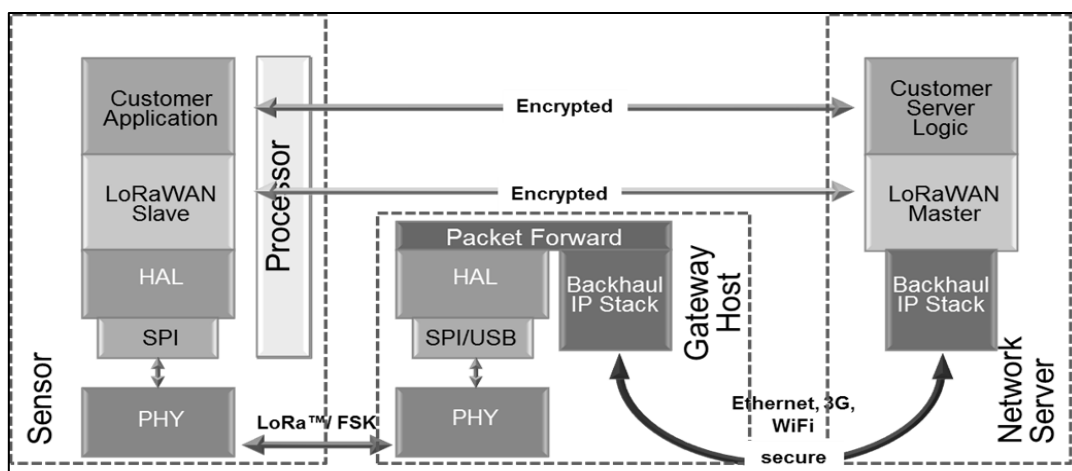 Sensor
Customer
Application
LoRaWAN
Slave
HAL
SPI
PHY
Processor
Encrypted
Encrypted
LoRa™/ FSK
Packet Forward
HAL
SPI/USB
PHY
Backhaul
IP Stack
Gateway
Host
Ethernet, 3G,
WiFi
secure
Customer
Server
Logic
LoRaWAN
Master
Backhaul
IP Stack
Network
Server